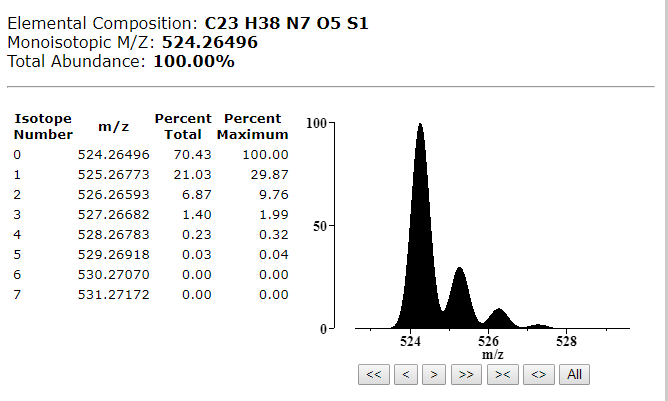 Elemental Composition: C23 H38 N7 O5 S1
Monoisotopic M/Z: 524.26496
Total Abundance: 100.00%
Isotope Number m/z Percent Total Percent Maximum
0 524.26496 70.43 100.00
1 525.26773 21.03 29.87
2 526.26593 6.87 9.76
3 527.26682 1.40 1.99
4 528.26783 0.23 0.32
5 529.26918 0.03 0.04
6 530.27070 0.00 0.00
7 531.27172 0.00 0.00
100
50
0
524 526 528
m/z
<< < > >> >< <> All